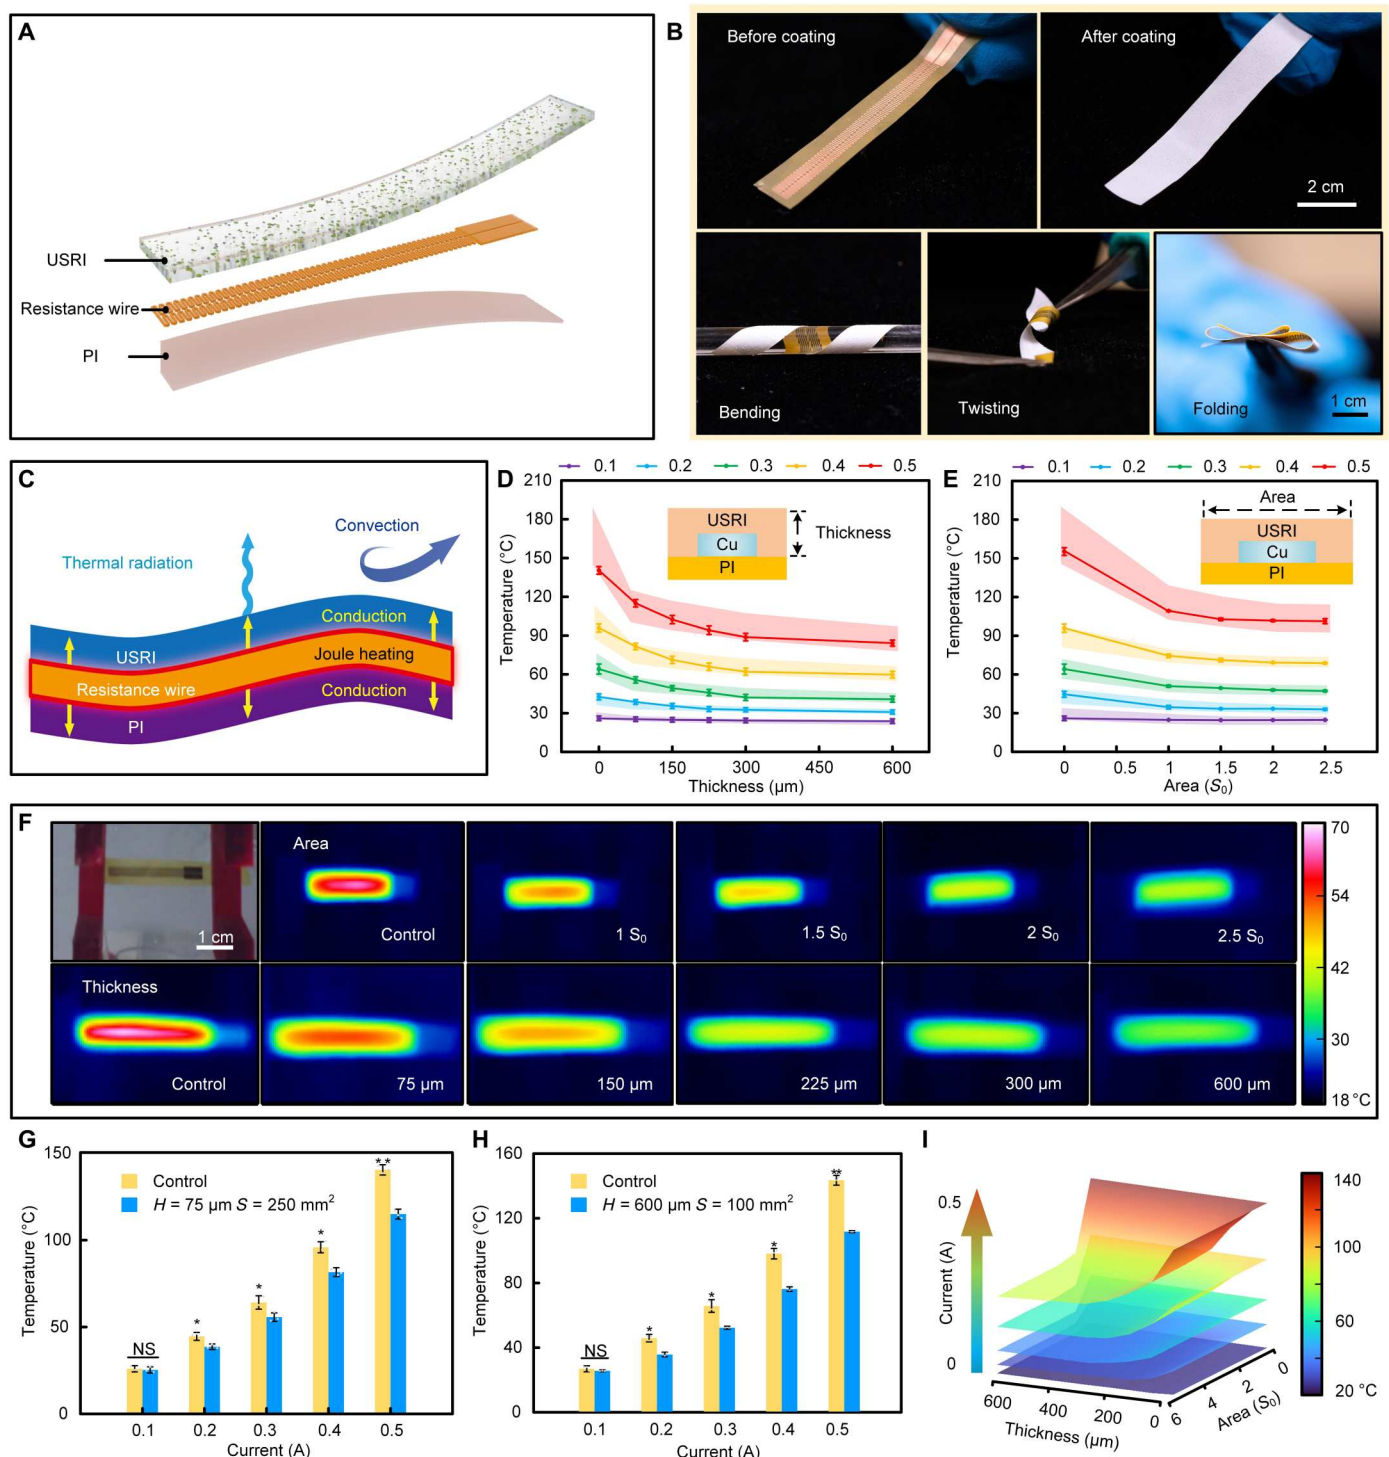 A
USRI
Resistance wire
PI
B
Before coating
After coating
2 cm
Bending
Twisting
Folding
1 cm
C
Thermal radiation
Convection
Conduction
USRI
Joule heating
Resistance wire
Conduction
PI
D
0.1 0.2 0.3 0.4 0.5
Temperature (°C)
210
180
150
120
90
60
30
0
USRI
Cu
PI
Thickness
0 150 300 450 600
Thickness (µm)
E
0.1 0.2 0.3 0.4 0.5
Temperature (°C)
210
180
150
120
90
60
30
0
Area
USRI
Cu
PI
0 0.5 1 1.5 2 2.5
Area (S₀)
F
1 cm
Area
Control
1 S₀
1.5 S₀
2 S₀
2.5 S₀
Thickness
Control
75 µm
150 µm
225 µm
300 µm
600 µm
70
54
42
30
18 °C
G
Temperature (°C)
150
100
50
0
Control
H = 75 µm S = 250 mm²
NS
*
*
*
**
0.1 0.2 0.3 0.4 0.5
Current (A)
H
Temperature (°C)
160
120
80
40
0
Control
H = 600 µm S = 100 mm²
NS
*
*
*
**
0.1 0.2 0.3 0.4 0.5
Current (A)
I
0.5
Current (A)
0
600 400 200 0
Thickness (µm)
6 4 2 0
Area (S₀)
140
100
60
20 °C